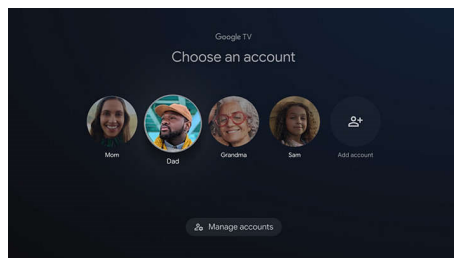 Google TV
Choose an account
Mom
Dad
Grandma
Sam
Add account
Manage accounts